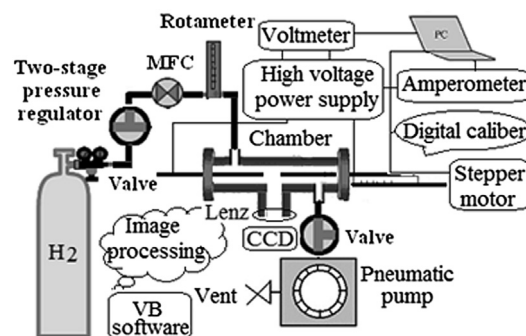 Rotameter
Voltmeter
PC
MFC
Two-stage
pressure
regulator
High voltage
power supply
Amperometer
Chamber
Digital caliber
Valve
Stepper
motor
Lenz
Image
processing
CCD
Valve
H2
Pneumatic
pump
Vent
VB
software